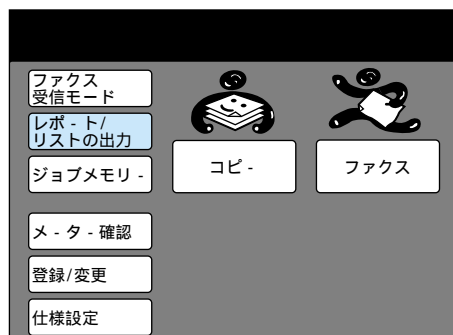 ファクス
受信モード
レポ-ト/
リストの出力
ジョブメモリ-
メ-タ-確認
登録/変更
仕様設定
コピ-
ファクス